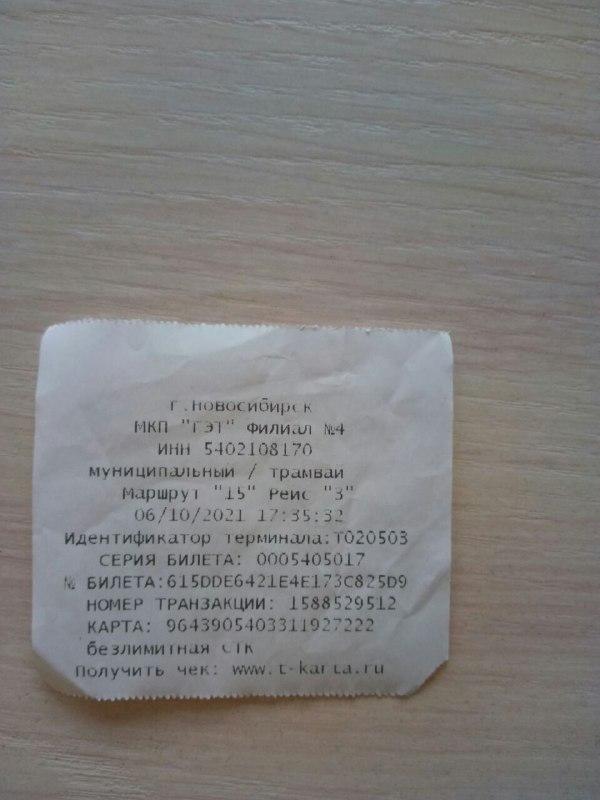 г.Новосибирск
МКП "ГЭТ" Филиал №4
ИНН 5402108170
муниципальный / трамвай
Маршрут "15" Рейс "3"
06/10/2021 17:35:32
Идентификатор терминала:T020503
СЕРИЯ БИЛЕТА: 0005405017
№ БИЛЕТА:615DDE6421E4E173C825D9
НОМЕР ТРАНЗАКЦИИ: 1588529512
КАРТА: 9643905403311927222
безлимитная СТК
Получить чек: www.t-karta.ru